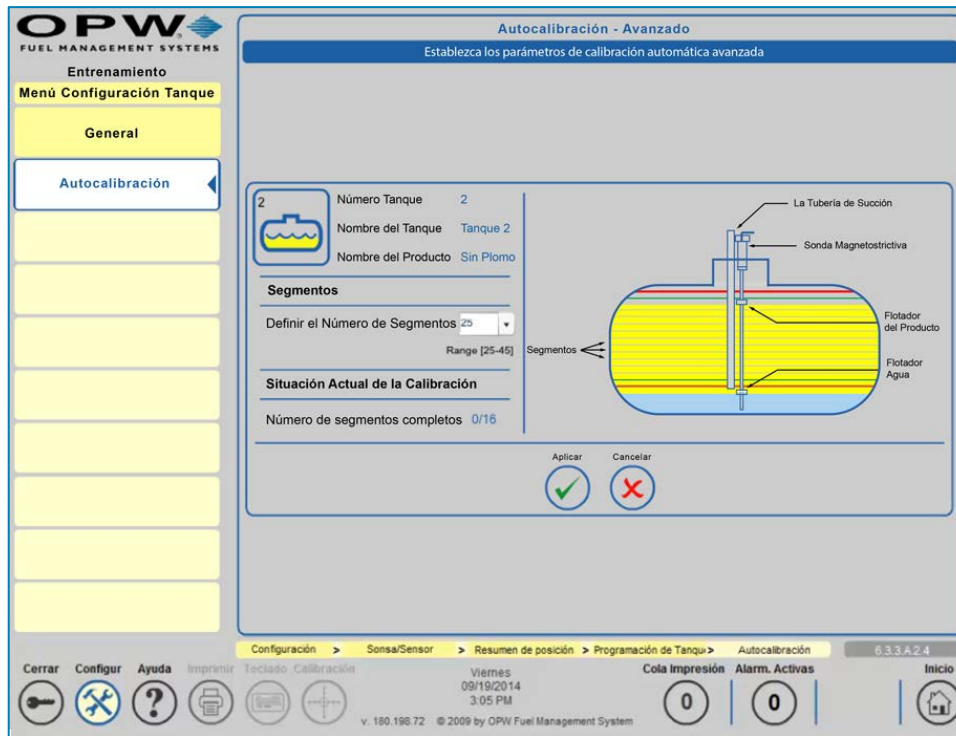 OPW
FUEL MANAGEMENT SYSTEMS
Entrenamiento
Menú Configuración Tanque
General
Autocalibración
Autocalibración - Avanzado
Establezca los parámetros de calibración automática avanzada
2
Número Tanque 2
Nombre del Tanque Tanque 2
Nombre del Producto Sin Plomo
Segmentos
Definir el Número de Segmentos 25
Range [25-45]
Situación Actual de la Calibración
Número de segmentos completos 0/16
La Tubería de Succión
Sonda Magnetostrictiva
Flotador
del Producto
Segmentos
Flotador
Agua
Aplicar Cancelar
Configuración > Sonsa/Sensor > Resumen de posición > Programación de Tanqu> Autocalibración 6.3.3.A.2.4
Cerrar Configur Ayuda Imprimir Teclado Calibración
Viernes
09/19/2014
3:05 PM
v. 180.198.72 © 2009 by OPW Fuel Management System
Cola Impresión Alarm. Activas Inicio
0 0